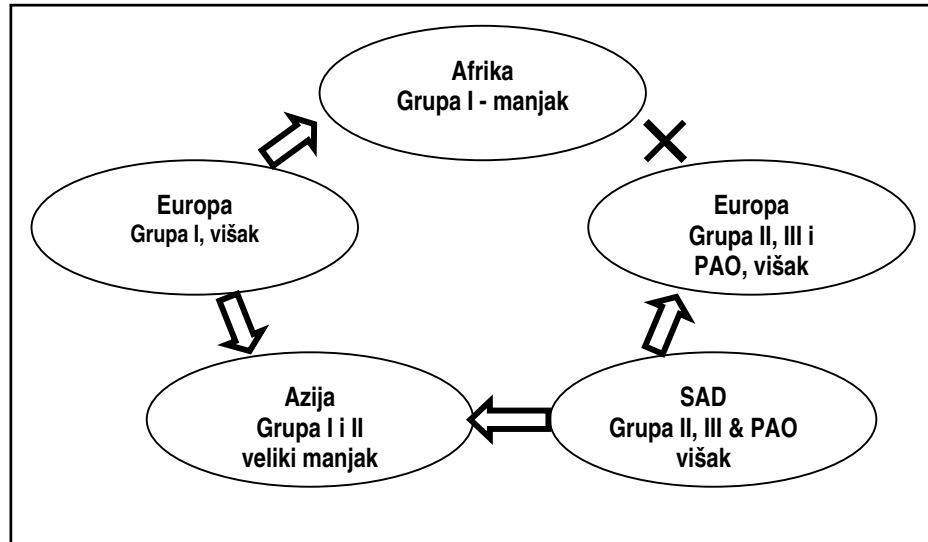 Afrika
Grupa I - manjak
Europa
Grupa I, višak
Europa
Grupa II, III i
PAO, višak
Azija
Grupa I i II
veliki manjak
SAD
Grupa II, III & PAO
višak